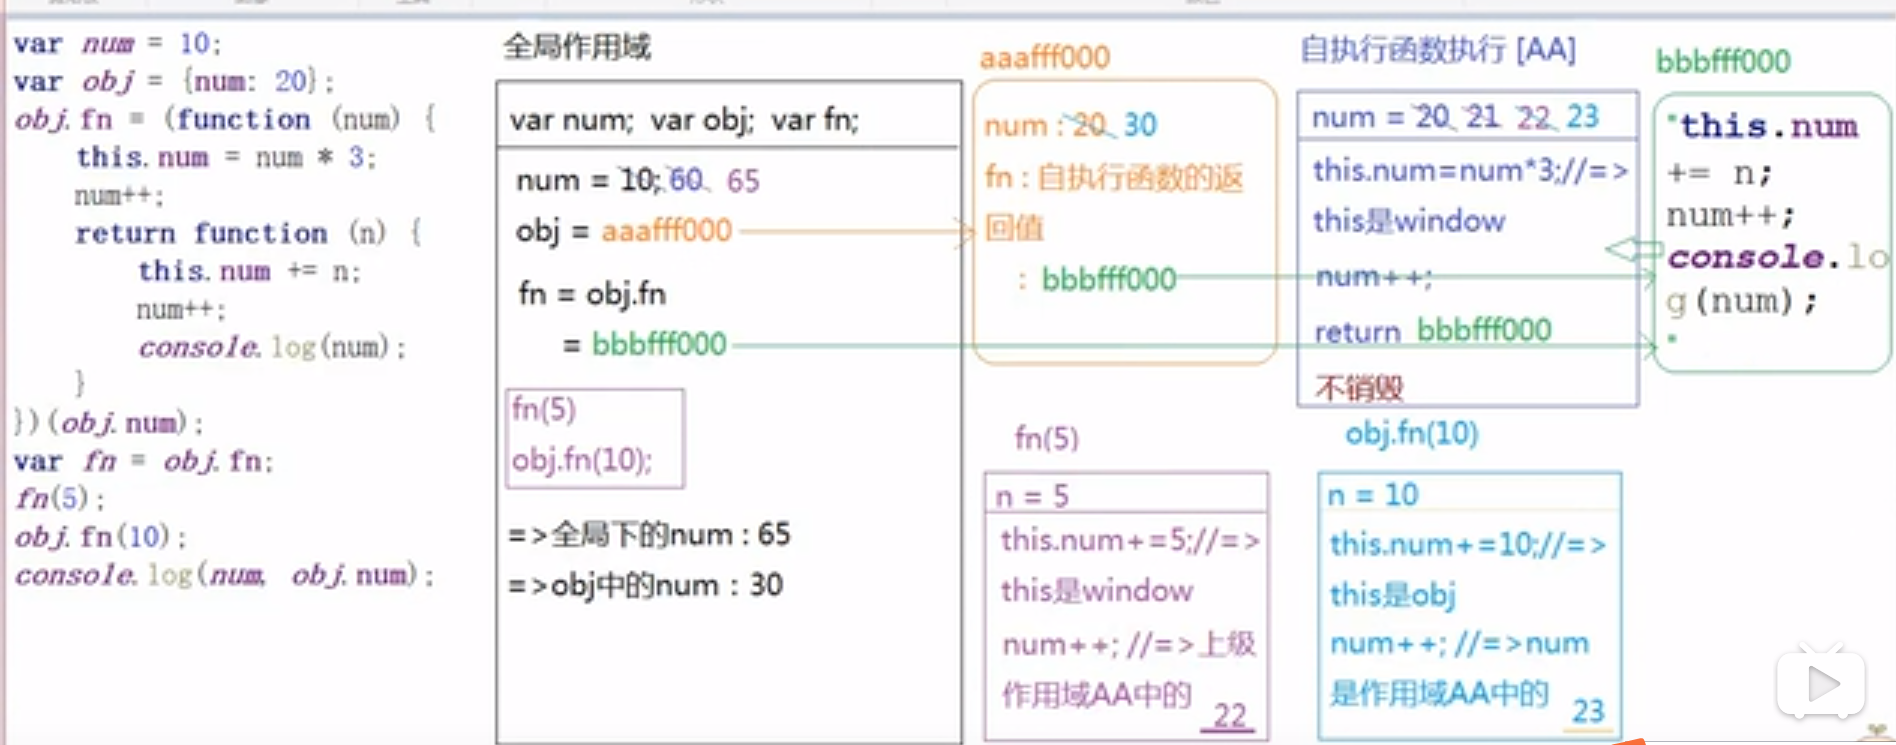 var num = 10;
var obj = {num: 20};
obj.fn = (function (num) {
this.num = num * 3;
num++;
return function (n) {
this.num += n;
num++;
console.log(num);
}
})(obj.num);
var fn = obj.fn;
fn(5);
obj.fn(10);
console.log(num, obj.num);
全局作用域
var num; var obj; var fn;
num = 10; 60 65
obj = aaafff000
fn = obj.fn
= bbbfff000
fn(5)
obj.fn(10);
=>全局下的num : 65
=>obj中的num : 30
aaafff000
num : 20 30
fn : 自执行函数的返
回值
: bbbfff000
自执行函数执行 [AA]
num = 20 21 22 23
this.num=num*3;//=>
this是window
num++;
return bbbfff000
不销毁
bbbfff000
"this.num
+= n;
num++;
console.lo
g(num);
"
fn(5)
n = 5
this.num+=5;//=>
this是window
num++; //=>上级
作用域AA中的 22
obj.fn(10)
n = 10
this.num+=10;//=>
this是obj
num++; //=>num
是作用域AA中的 23